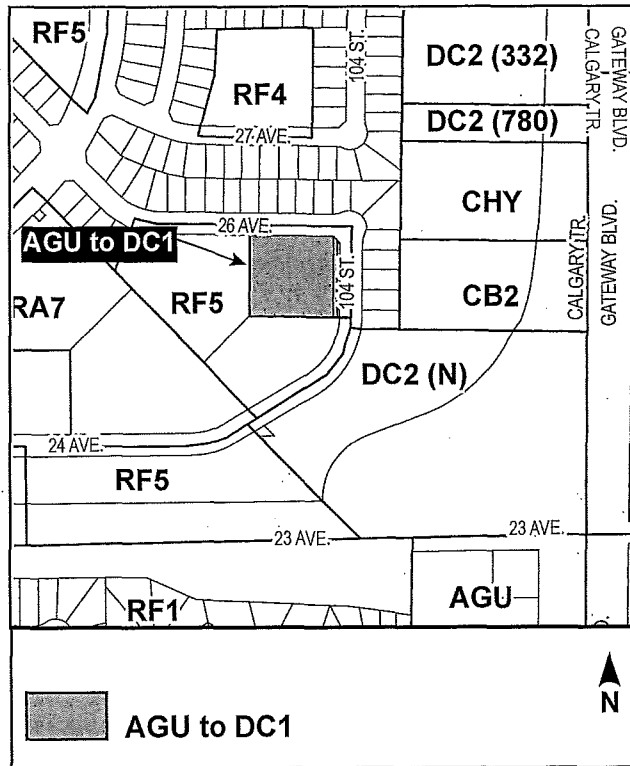 RF5
104 ST.
DC2 (332)
GATEWAY BLVD.
CALGARY TR.
RF4
DC2 (780)
27 AVE.
CHY
26 AVE.
AGU to DC1
104 ST.
CALGARY TR.
GATEWAY BLVD.
RA7
RF5
CB2
DC2 (N)
24 AVE.
RF5
23 AVE.
23 AVE.
RF1
AGU
N
AGU to DC1